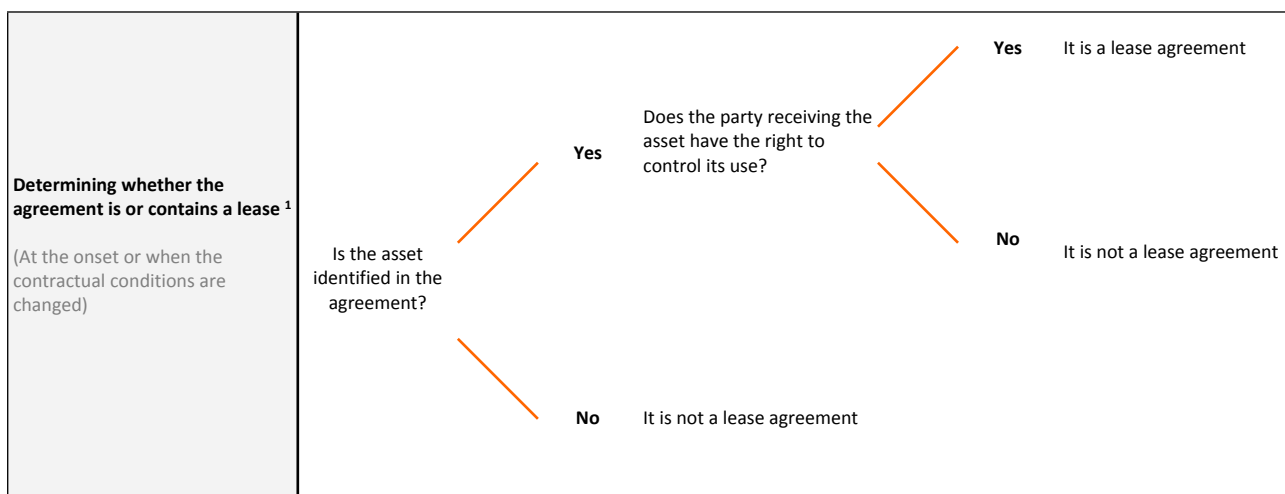 Determining whether the
agreement is or contains a lease 1
(At the onset or when the
contractual conditions are
changed)
Is the asset
identified in the
agreement?
Yes
Does the party receiving the
asset have the right to
control its use?
Yes It is a lease agreement
No It is not a lease agreement
No It is not a lease agreement